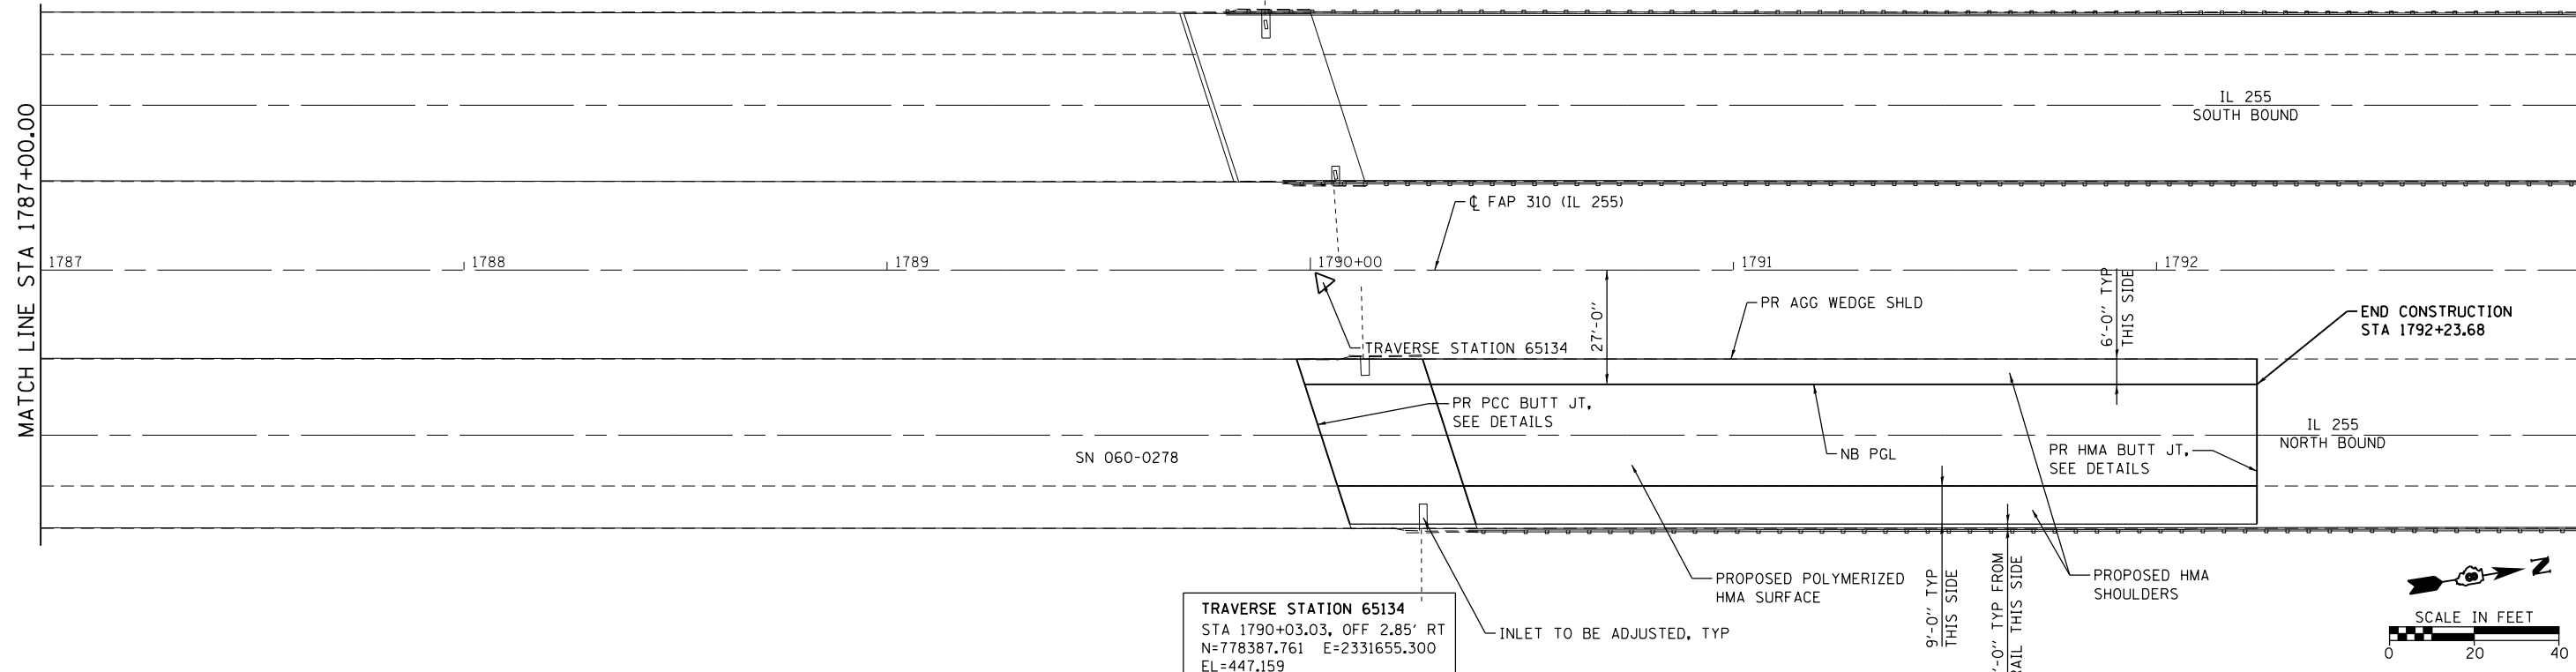 MATCH LINE STA 1787+00.00
IL 255
SOUTH BOUND
℄ FAP 310 (IL 255)
1787
1788
1789
1790+00
1791
1792
PR AGG WEDGE SHLD
27'-0"
6'-0" TYP
THIS SIDE
END CONSTRUCTION
STA 1792+23.68
TRAVERSE STATION 65134
PR PCC BUTT JT,
SEE DETAILS
IL 255
NORTH BOUND
SN 060-0278
NB PGL
PR HMA BUTT JT,
SEE DETAILS
PROPOSED POLYMERIZED
HMA SURFACE
9'-0" TYP
THIS SIDE
'-0" TYP FROM
RAIL THIS SIDE
PROPOSED HMA
SHOULDERS
N
TRAVERSE STATION 65134
STA 1790+03.03, OFF 2.85' RT
N=778387.761 E=2331655.300
EL=447.159
INLET TO BE ADJUSTED, TYP
SCALE IN FEET
0 20 40